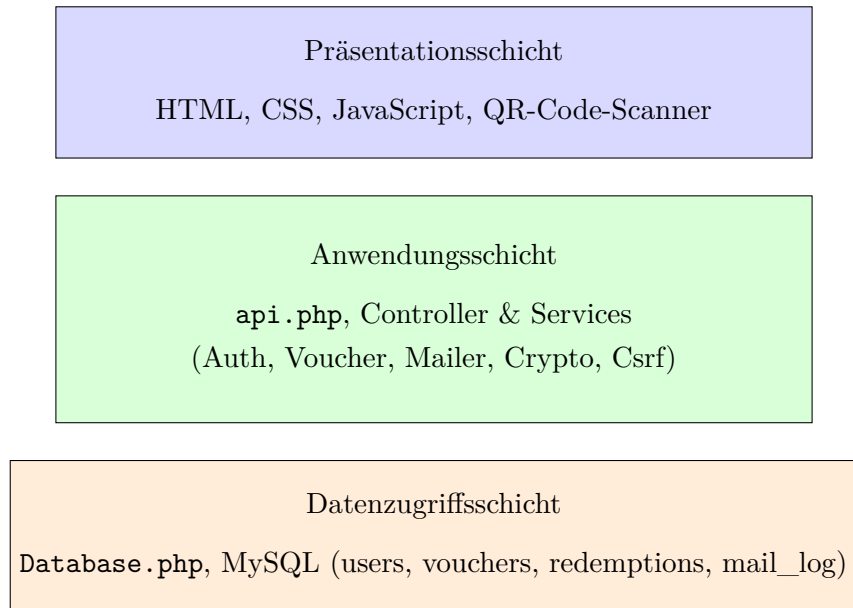 Präsentationsschicht
HTML, CSS, JavaScript, QR-Code-Scanner
Anwendungsschicht
api.php, Controller & Services
(Auth, Voucher, Mailer, Crypto, Csrf)
Datenzugriffsschicht
Database.php, MySQL (users, vouchers, redemptions, mail_log)